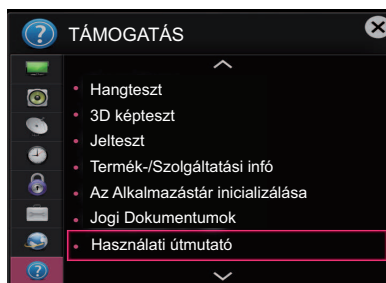 TÁMOGATÁS
Hangteszt
3D képteszt
Jelteszt
Termék-/Szolgáltatási infó
Az Alkalmazástár inicializálása
Jogi Dokumentumok
Használati útmutató